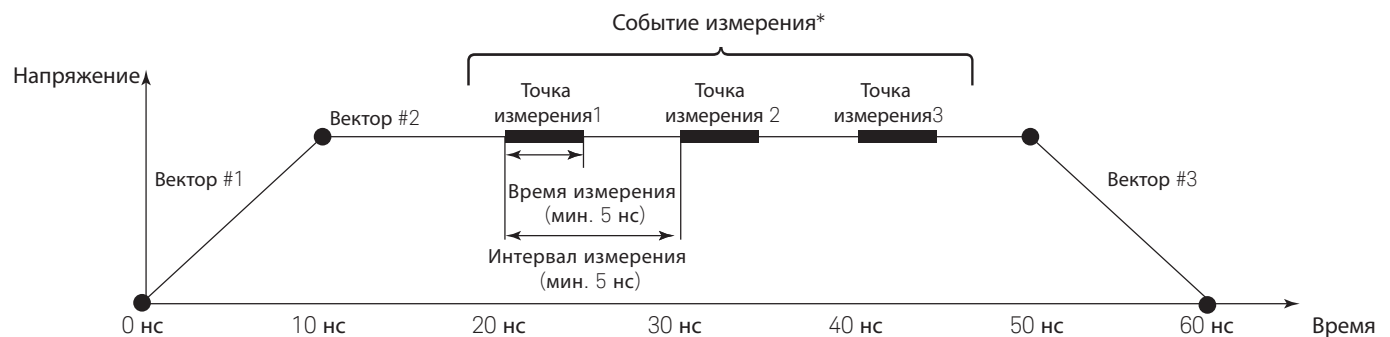 Событие измерения*
Напряжение
Точка
измерения1
Точка
измерения 2
Точка
измерения3
Вектор #2
Вектор #1
Время измерения
(мин. 5 нс)
Вектор #3
Интервал измерения
(мин. 5 нс)
0 нс 10 нс 20 нс 30 нс 40 нс 50 нс 60 нс Время